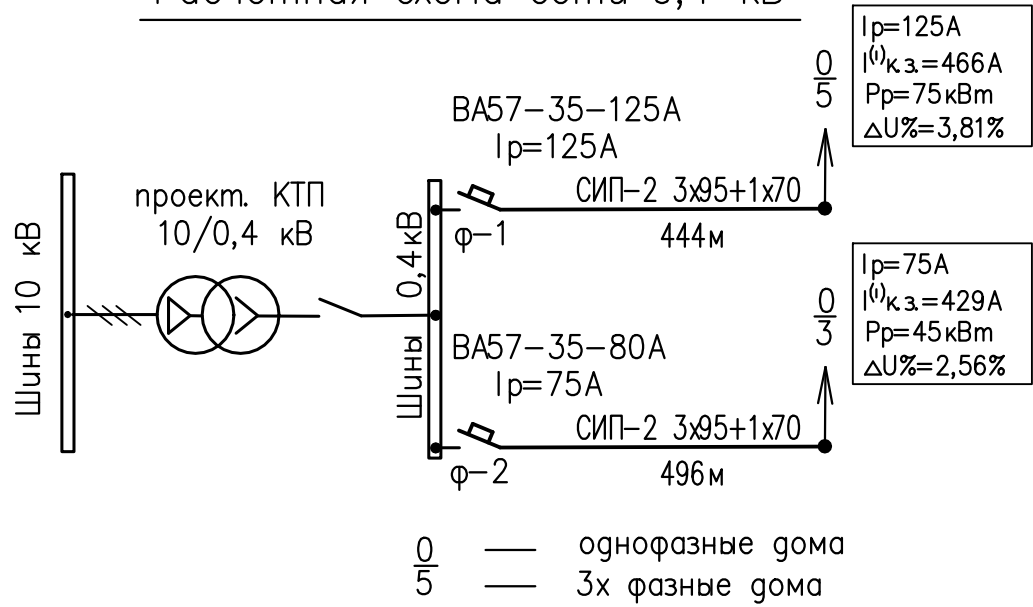 Расчетная схема сети 0,4 кВ
Iр=125А
I⁽¹⁾к.з.=466А
Рр=75кВт
△U%=3,81%
0
5
ВА57-35-125А
Iр=125А
СИП-2 3х95+1х70
ф-1
444м
проект. КТП
10/0,4 кВ
Шины 10 кВ
Шины 0,4кВ
Iр=75А
I⁽¹⁾к.з.=429А
Рр=45кВт
△U%=2,56%
0
3
ВА57-35-80А
Iр=75А
СИП-2 3х95+1х70
ф-2
496м
0 — однофазные дома
5 — 3х фазные дома